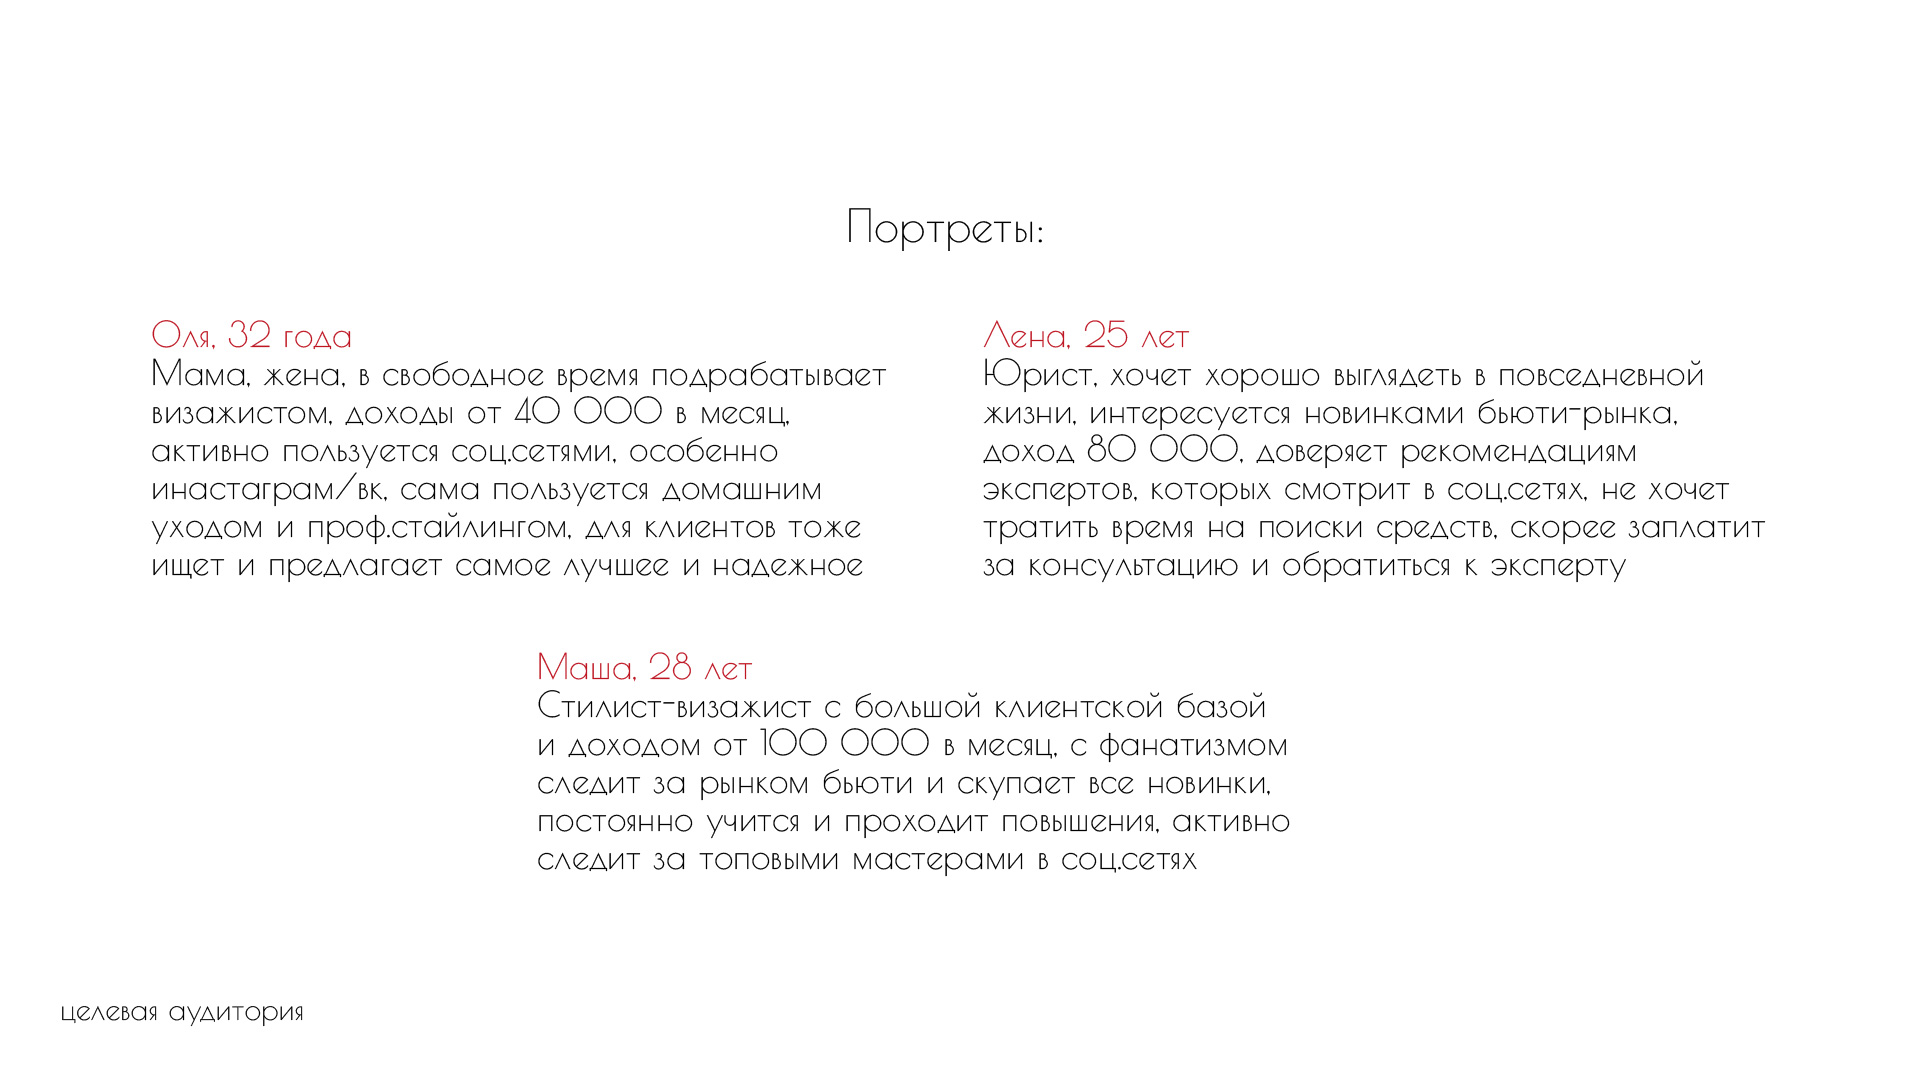 Портреты:
Оля, 32 года
Мама, жена, в свободное время подрабатывает
визажистом, доходы от 40 000 в месяц,
активно пользуется соц.сетями, особенно
инастаграм/вк, сама пользуется домашним
уходом и проф.стайлингом, для клиентов тоже
ищет и предлагает самое лучшее и надежное
Лена, 25 лет
Юрист, хочет хорошо выглядеть в повседневной
жизни, интересуется новинками бьюти-рынка,
доход 80 000, доверяет рекомендациям
экспертов, которых смотрит в соц.сетях, не хочет
тратить время на поиски средств, скорее заплатит
за консультацию и обратиться к эксперту
Маша, 28 лет
Стилист-визажист с большой клиентской базой
и доходом от 100 000 в месяц, с фанатизмом
следит за рынком бьюти и скупает все новинки,
постоянно учится и проходит повышения, активно
следит за топовыми мастерами в соц.сетях
целевая аудитория